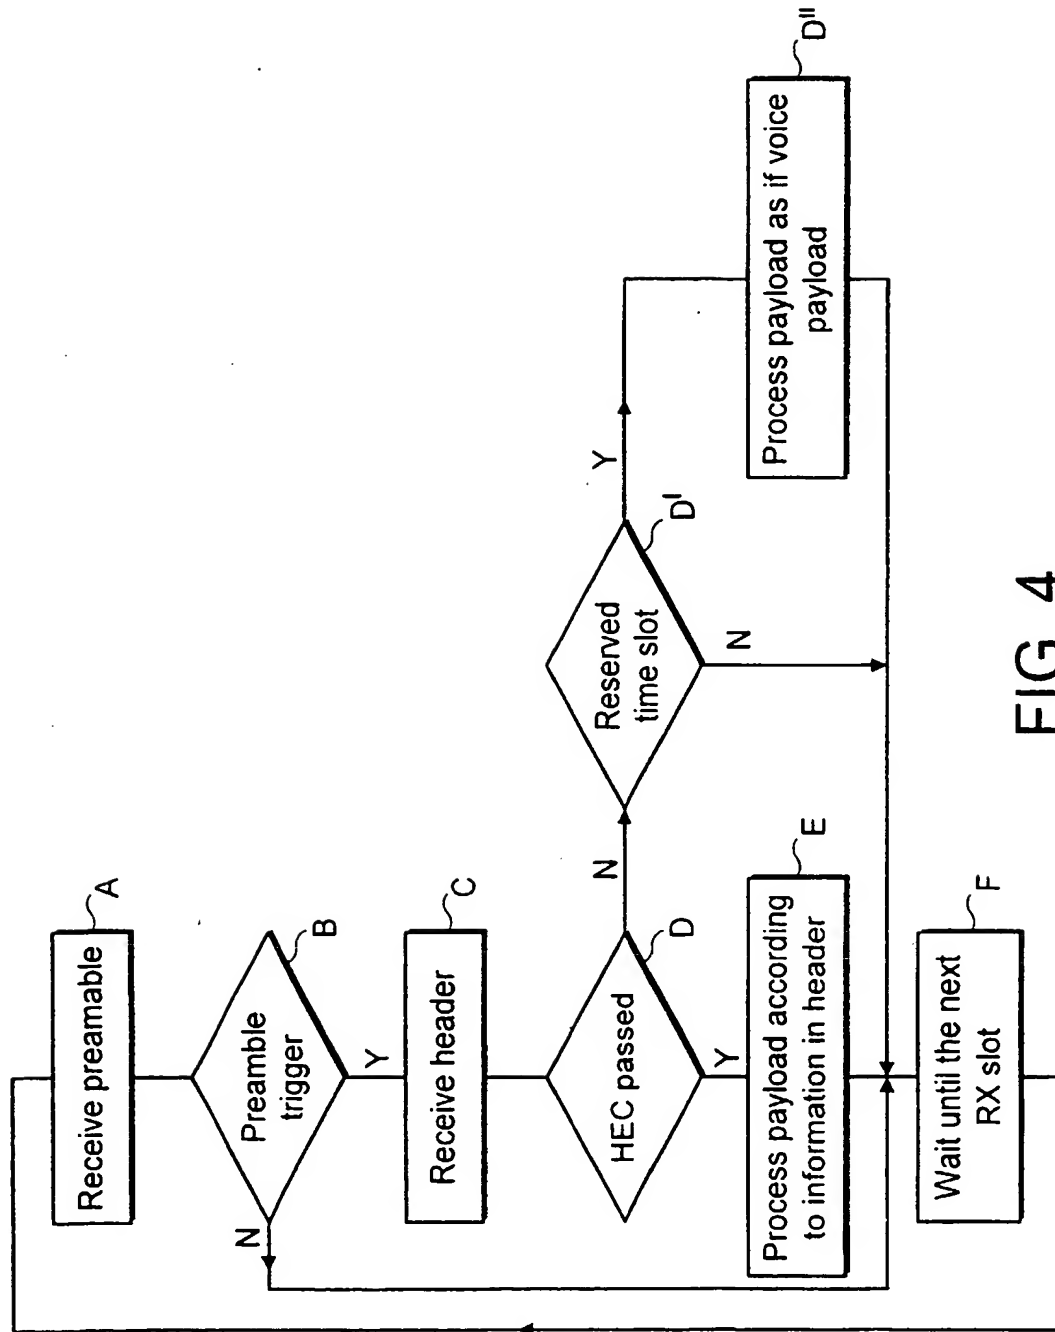 Receive preamable
A
Preamble
trigger
B
N
Y
Receive header
C
HEC passed
D
N
Y
Reserved
time slot
D'
Y
N
Process payload as if voice
payload
D"
Process payload according
to information in header
E
Wait until the next
RX slot
F
FIG. 4